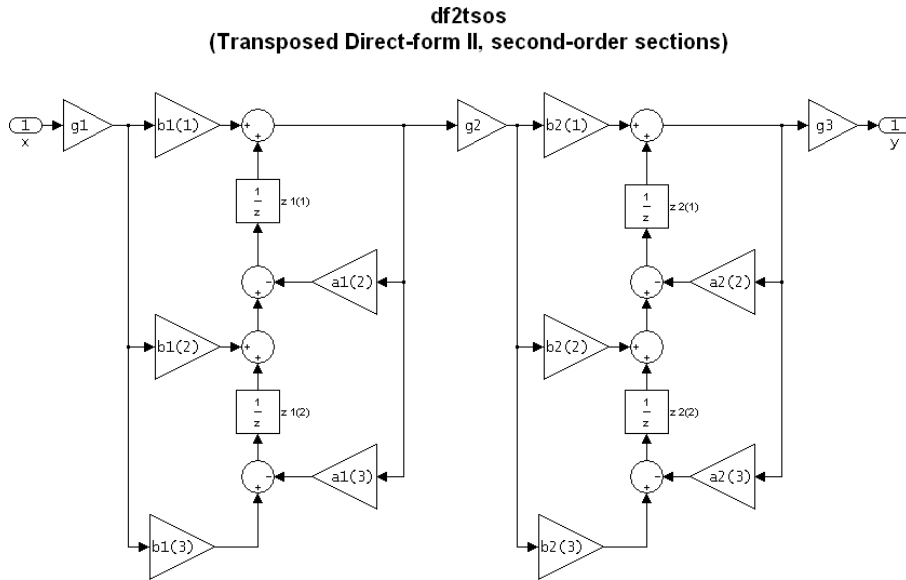 df2tsos
(Transposed Direct-form II, second-order sections)
1
x
g1
b1(1)
+
+
g2
b2(1)
+
+
g3
1
y
1
z
z 1(1)
1
z
z 2(1)
-
+
a1(2)
-
+
a2(2)
b1(2)
+
+
b2(2)
+
+
1
z
z 1(2)
1
z
z 2(2)
-
+
a1(3)
-
+
a2(3)
b1(3)
b2(3)